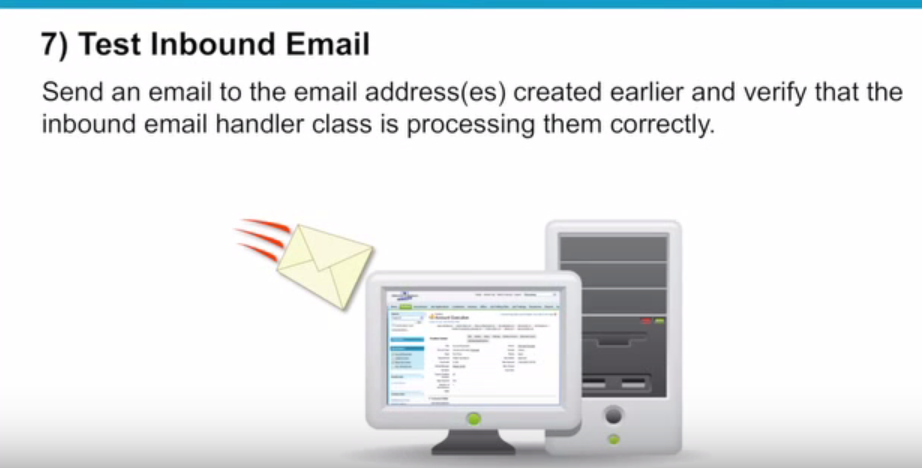 7) Test Inbound Email
Send an email to the email address(es) created earlier and verify that the
inbound email handler class is processing them correctly.